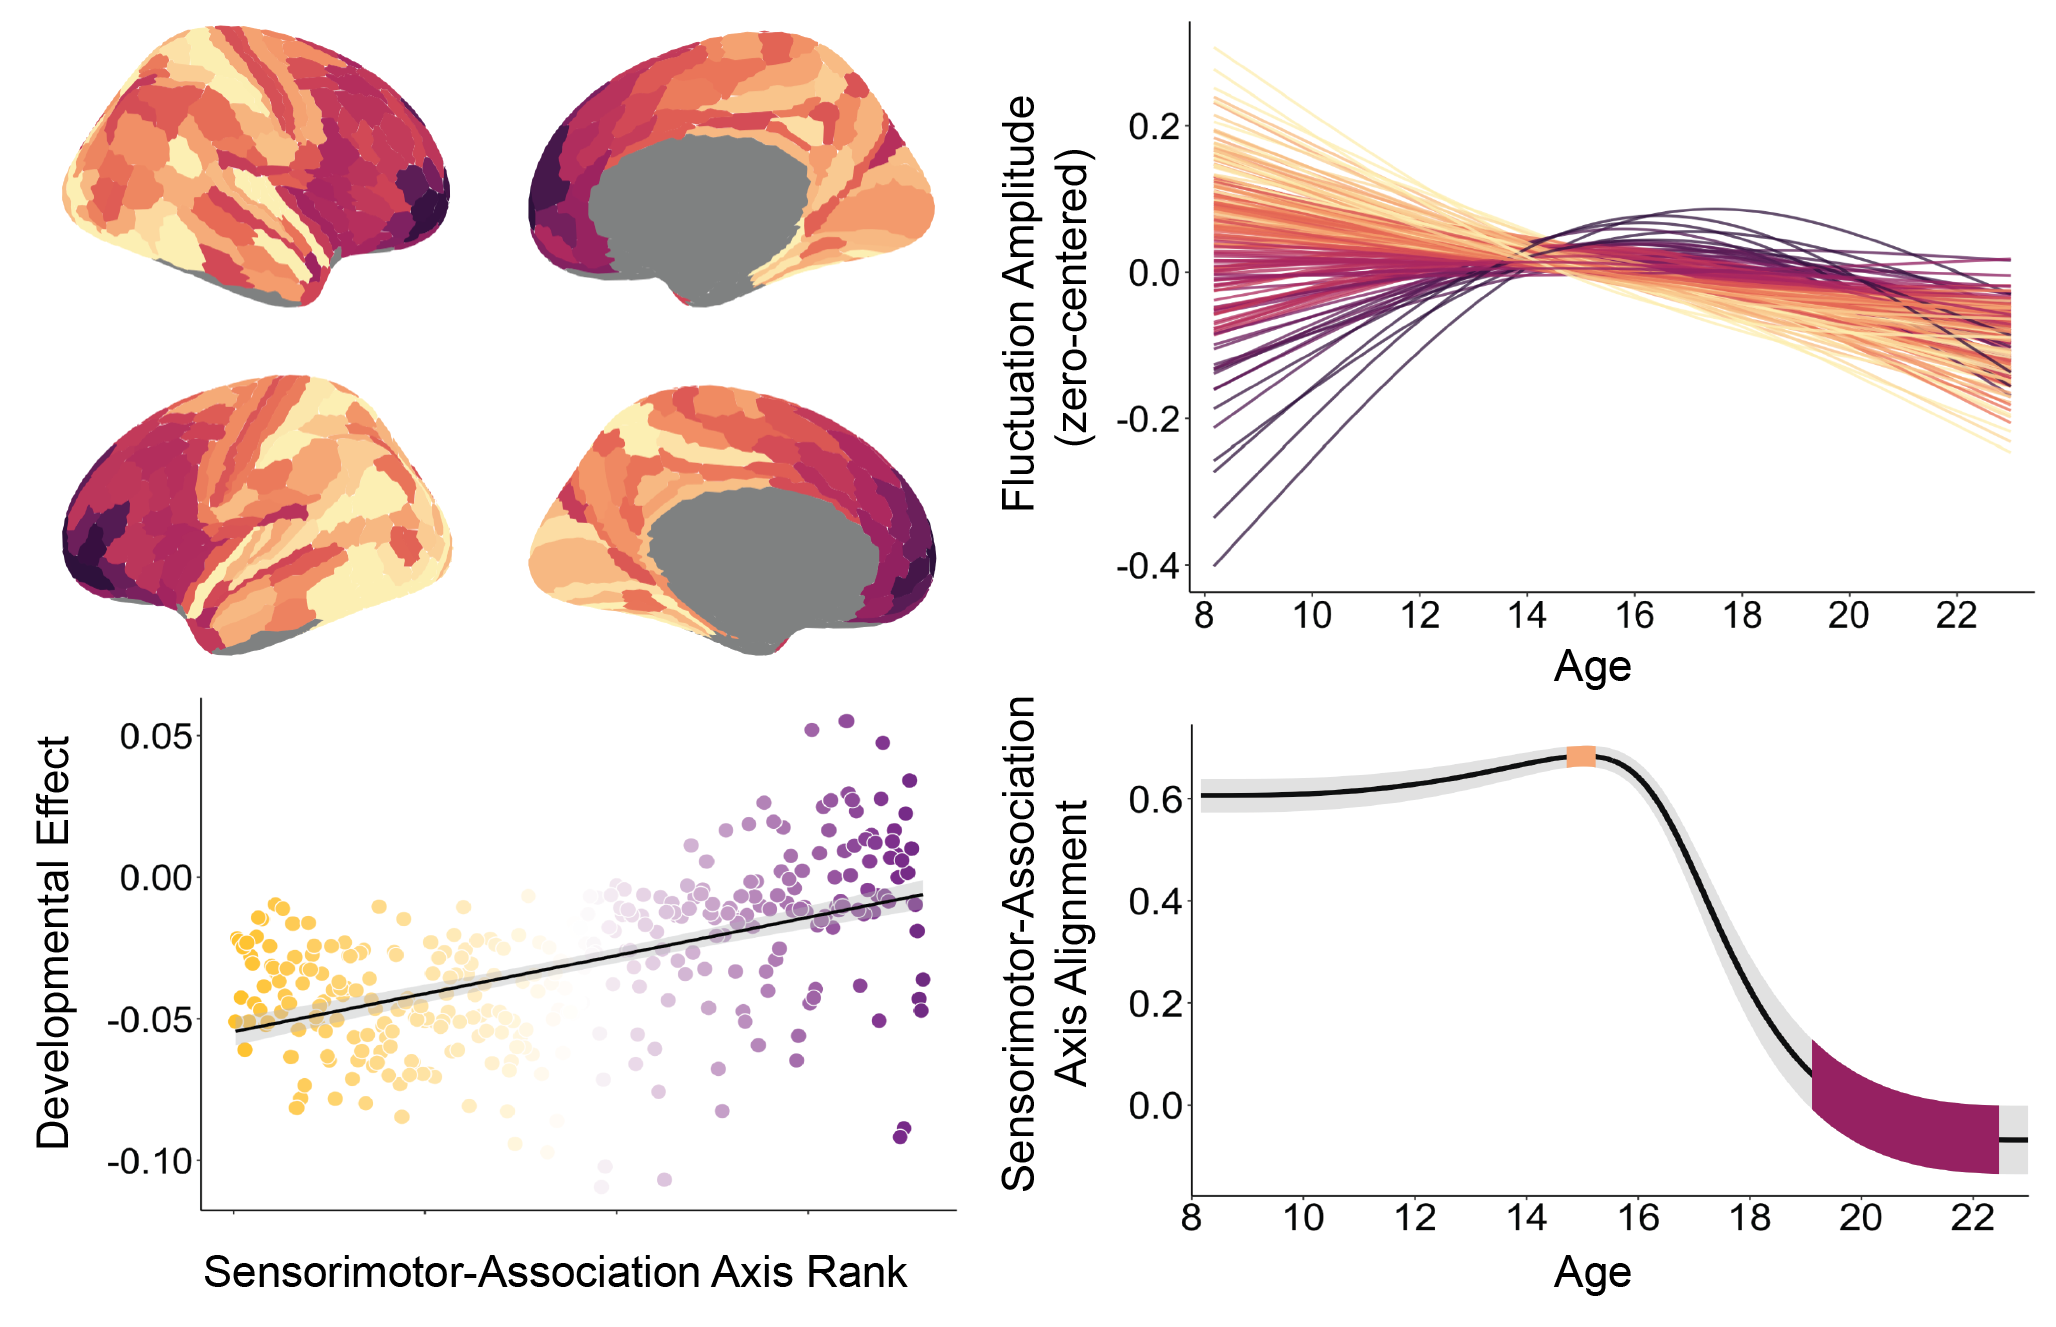 Fluctuation Amplitude
(zero-centered)
0.2
0.0
-0.2
-0.4
8 10 12 14 16 18 20 22
Age
Developmental Effect
0.05
0.00
-0.05
-0.10
Sensorimotor-Association Axis Rank
Sensorimotor-Association
Axis Alignment
0.6
0.4
0.2
0.0
8 10 12 14 16 18 20 22
Age